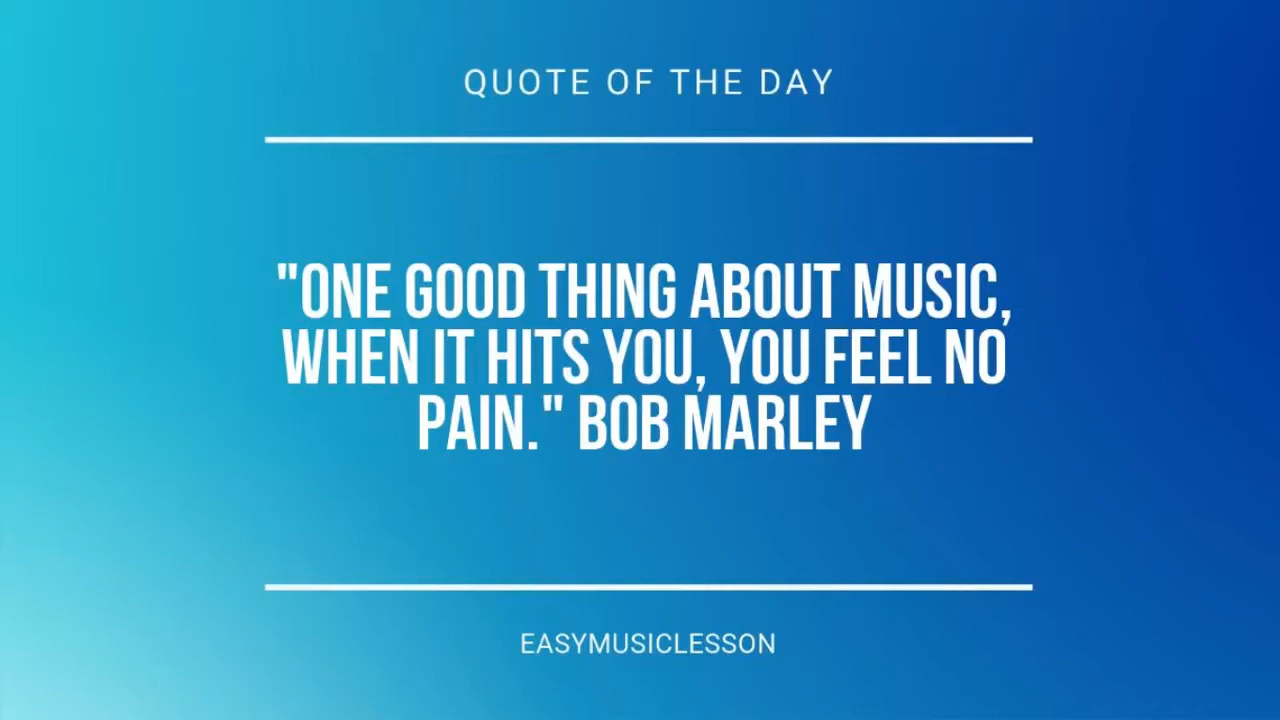 QUOTE OF THE DAY
"ONE GOOD THING ABOUT MUSIC,
WHEN IT HITS YOU, YOU FEEL NO
PAIN." BOB MARLEY
EASYMUSICLESSON